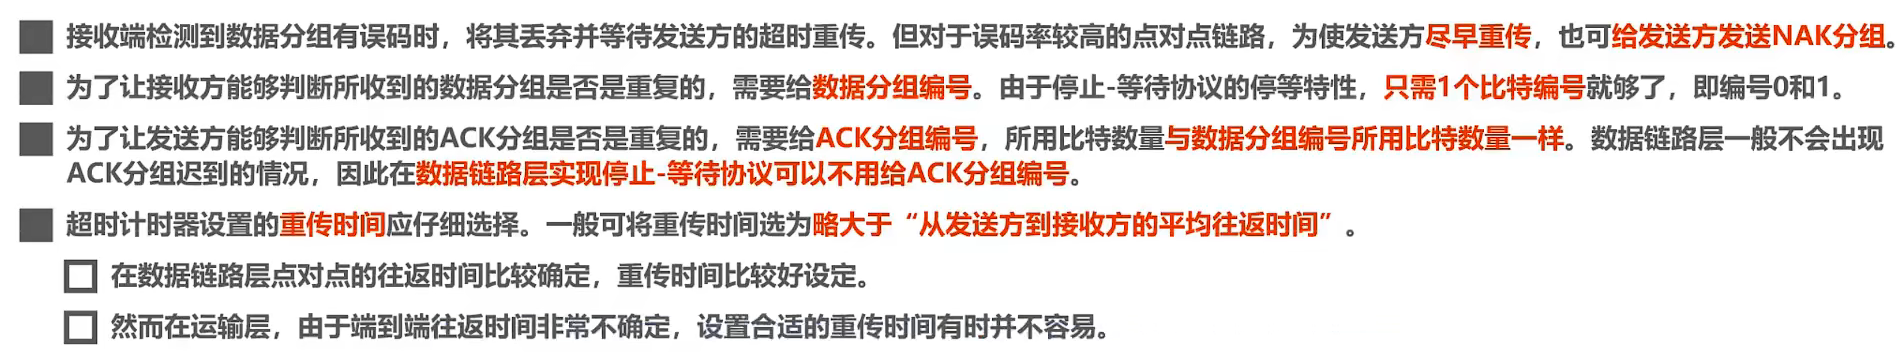 接收端检测到数据分组有误码时，将其丢弃并等待发送方的超时重传。但对于误码率较高的点对点链路，为使发送方尽早重传，也可给发送方发送NAK分组。
为了让接收方能够判断所收到的数据分组是否是重复的，需要给数据分组编号。由于停止-等待协议的停等特性，只需1个比特编号就够了，即编号0和1。
为了让发送方能够判断所收到的ACK分组是否是重复的，需要给ACK分组编号，所用比特数量与数据分组编号所用比特数量一样。数据链路层一般不会出现
ACK分组迟到的情况，因此在数据链路层实现停止-等待协议可以不用给ACK分组编号。
超时计时器设置的重传时间应仔细选择。一般可将重传时间选为略大于“从发送方到接收方的平均往返时间”。
在数据链路层点对点的往返时间比较确定，重传时间比较好设定。
然而在运输层，由于端到端往返时间非常不确定，设置合适的重传时间有时并不容易。